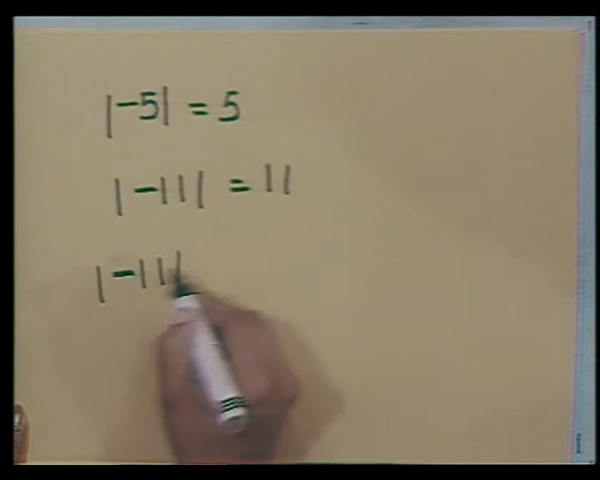 |-5| = 5
|-11| = 11
|-11|